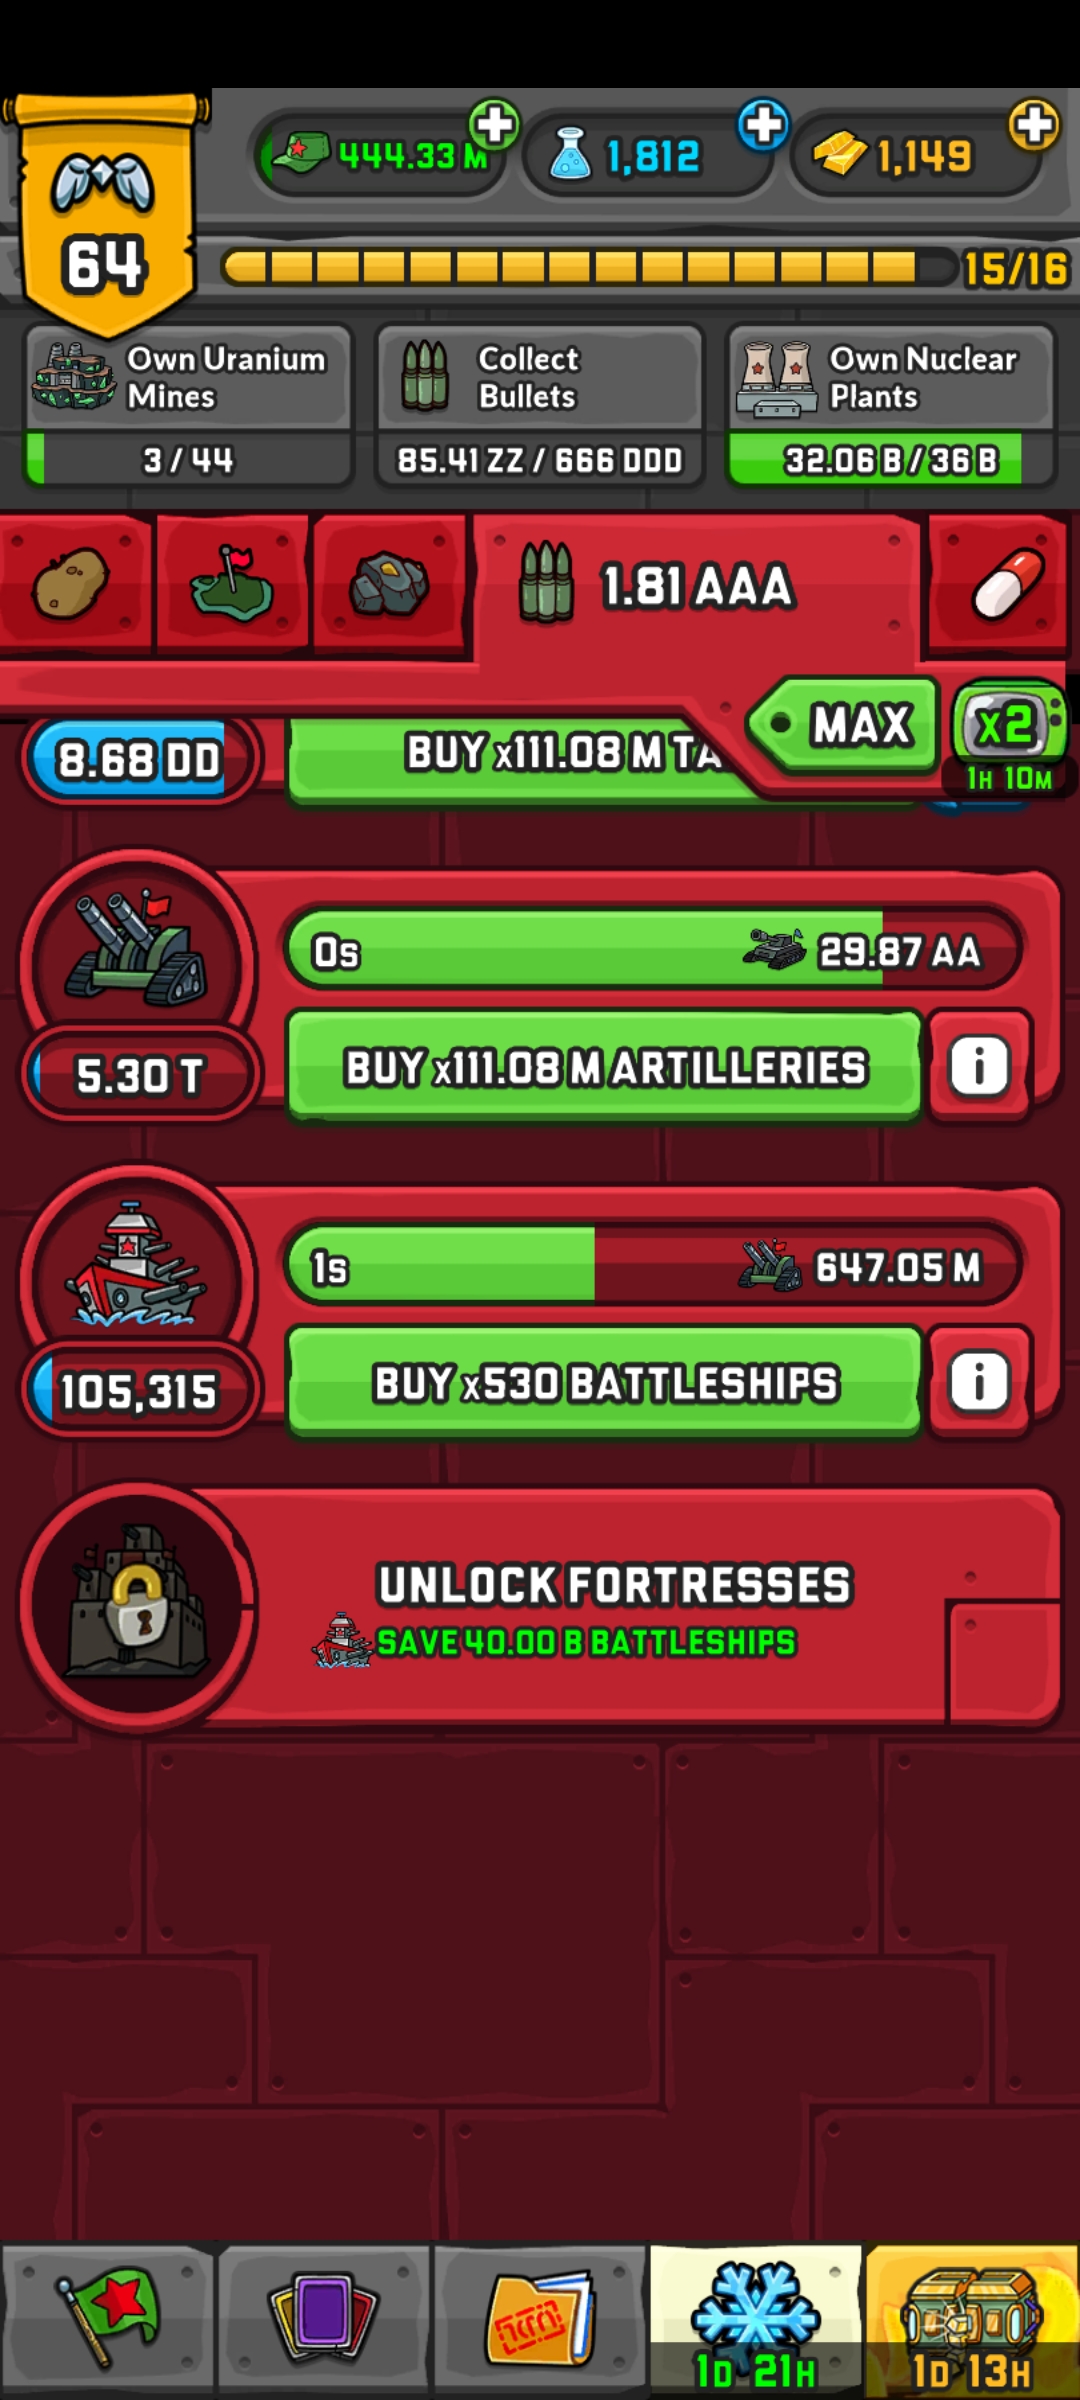 444.33 M
1,812
1,149
64
15/16
Own Uranium
Mines
3 / 44
Collect
Bullets
85.41 ZZ / 666 DDD
Own Nuclear
Plants
32.06 B / 36 B
1.81 AAA
MAX
x2
1H 10M
8.68 DD
BUY x111.08 M TA
0s
29.87 AA
5.30 T
BUY x111.08 M ARTILLERIES
i
1s
647.05 M
105,315
BUY x530 BATTLESHIPS
i
UNLOCK FORTRESSES
SAVE 40.00 B BATTLESHIPS
1D 21H
1D 13H